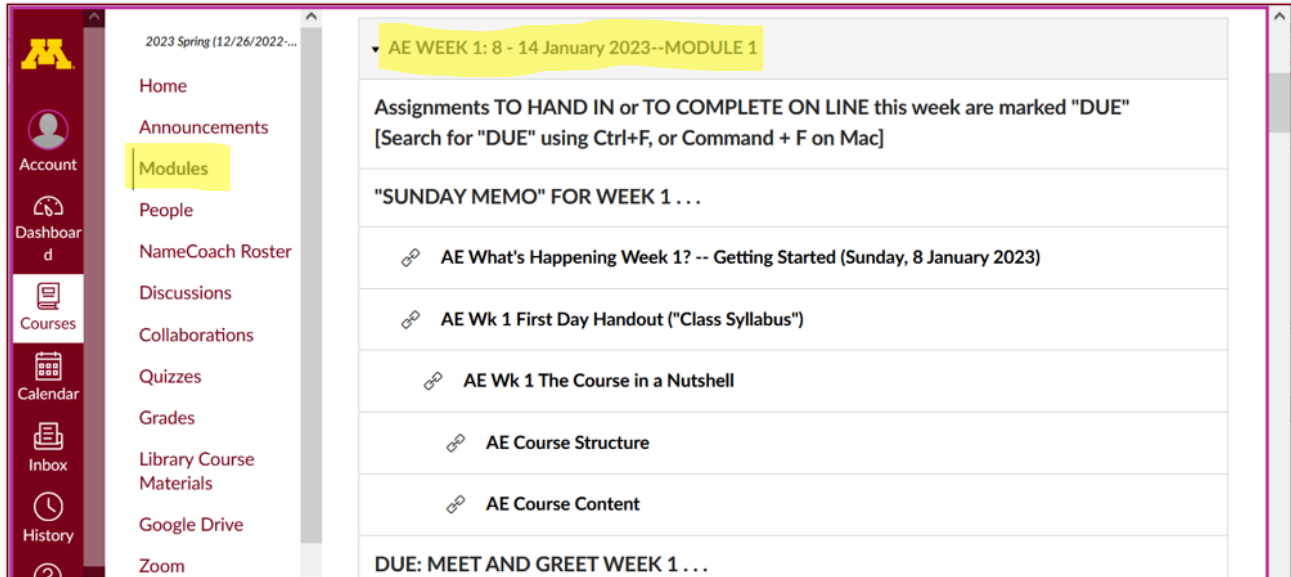 M
Account
Dashboar
d
Courses
Calendar
Inbox
History
2023 Spring (12/26/2022-...
Home
Announcements
Modules
People
NameCoach Roster
Discussions
Collaborations
Quizzes
Grades
Library Course
Materials
Google Drive
Zoom
AE WEEK 1: 8 - 14 January 2023--MODULE 1
Assignments TO HAND IN or TO COMPLETE ON LINE this week are marked "DUE"
[Search for "DUE" using Ctrl+F, or Command + F on Mac]
"SUNDAY MEMO" FOR WEEK 1 . . .
AE What's Happening Week 1? -- Getting Started (Sunday, 8 January 2023)
AE Wk 1 First Day Handout ("Class Syllabus")
AE Wk 1 The Course in a Nutshell
AE Course Structure
AE Course Content
DUE: MEET AND GREET WEEK 1 . . .